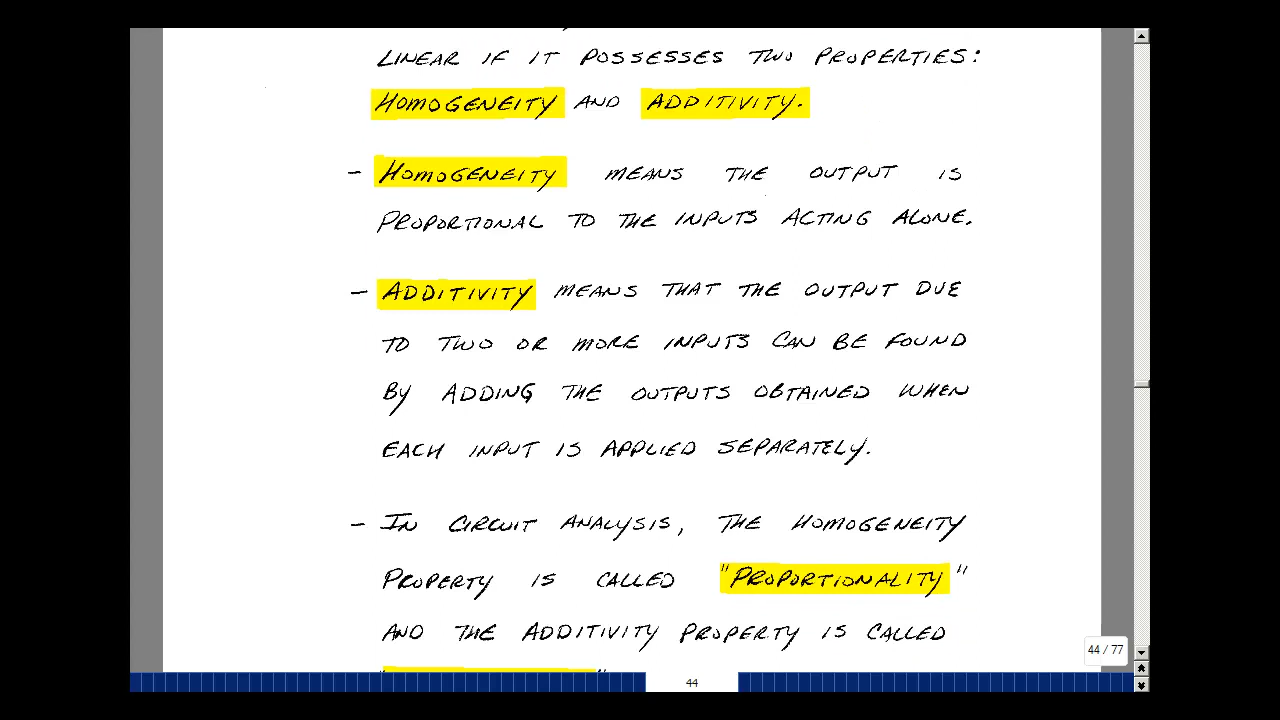 LINEAR IF IT POSSESSES TWO PROPERTIES:
HOMOGENEITY AND ADDITIVITY.
- HOMOGENEITY MEANS THE OUTPUT IS
PROPORTIONAL TO THE INPUTS ACTING ALONE.
- ADDITIVITY MEANS THAT THE OUTPUT DUE
TO TWO OR MORE INPUTS CAN BE FOUND
BY ADDING THE OUTPUTS OBTAINED WHEN
EACH INPUT IS APPLIED SEPARATELY.
- IN CIRCUIT ANALYSIS, THE HOMOGENEITY
PROPERTY IS CALLED "PROPORTIONALITY"
AND THE ADDITIVITY PROPERTY IS CALLED
44 / 77
44